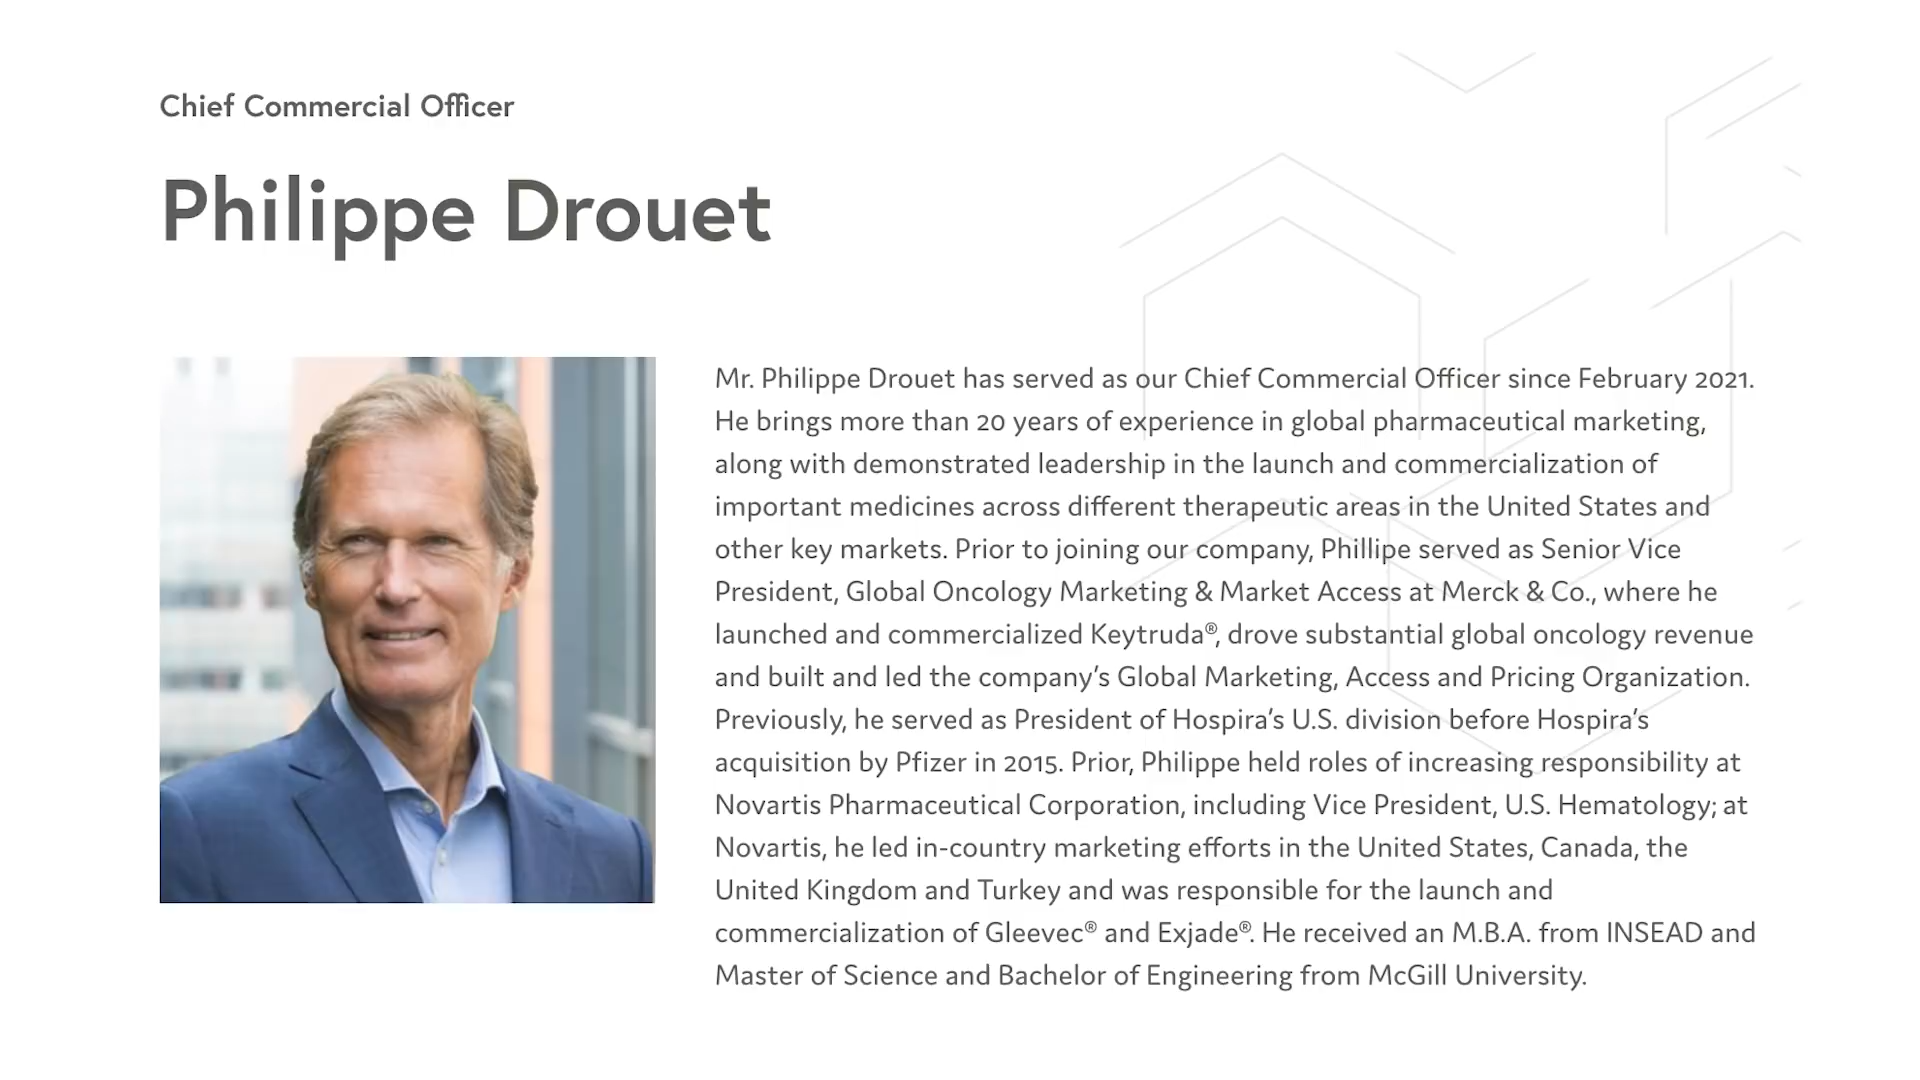 Chief Commercial Officer
Philippe Drouet
Mr. Philippe Drouet has served as our Chief Commercial Officer since February 2021.
He brings more than 20 years of experience in global pharmaceutical marketing,
along with demonstrated leadership in the launch and commercialization of
important medicines across different therapeutic areas in the United States and
other key markets. Prior to joining our company, Phillipe served as Senior Vice
President, Global Oncology Marketing & Market Access at Merck & Co., where he
launched and commercialized Keytruda®, drove substantial global oncology revenue
and built and led the company’s Global Marketing, Access and Pricing Organization.
Previously, he served as President of Hospira’s U.S. division before Hospira’s
acquisition by Pfizer in 2015. Prior, Philippe held roles of increasing responsibility at
Novartis Pharmaceutical Corporation, including Vice President, U.S. Hematology; at
Novartis, he led in-country marketing efforts in the United States, Canada, the
United Kingdom and Turkey and was responsible for the launch and
commercialization of Gleevec® and Exjade®. He received an M.B.A. from INSEAD and
Master of Science and Bachelor of Engineering from McGill University.